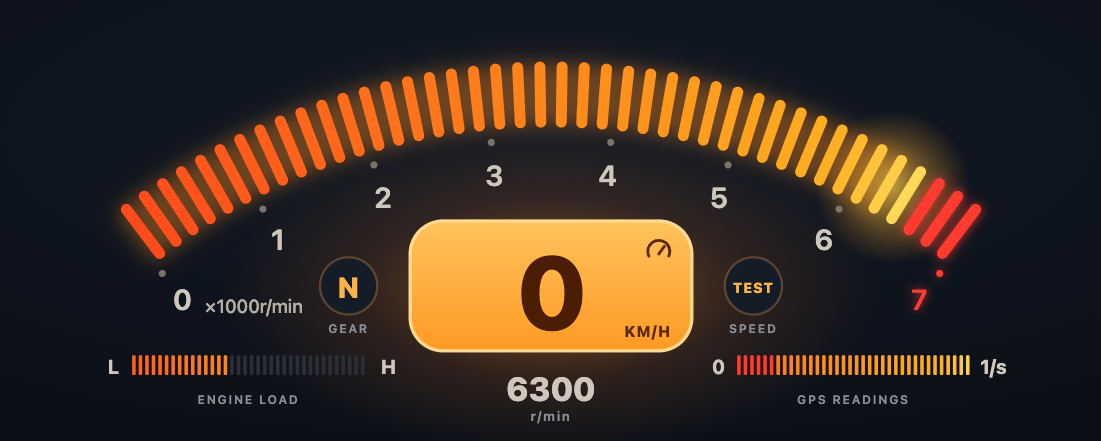 3 4
2 5
1 6
0 ×1000r/min 7
N
GEAR
0
KM/H
TEST
SPEED
L H
ENGINE LOAD
6300
r/min
0 1/s
GPS READINGS